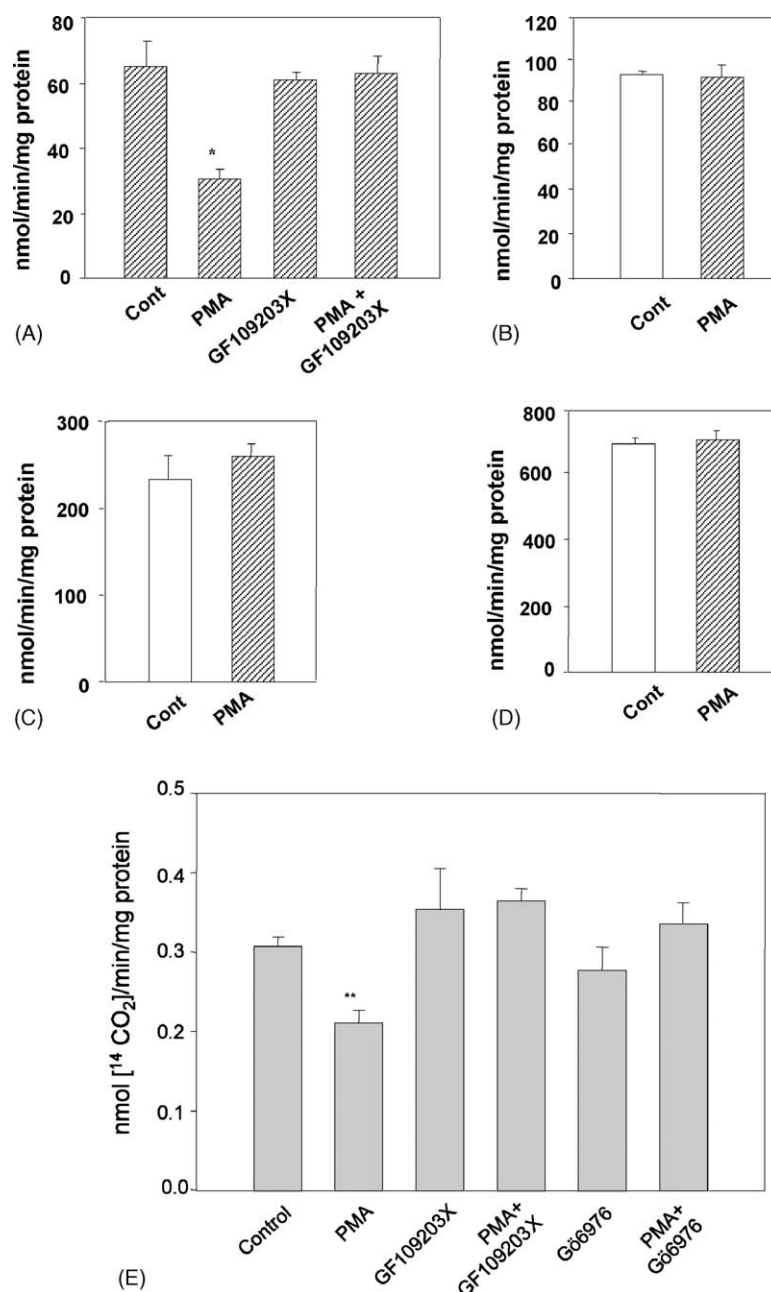 80
60
40
20
0
nmol/min/mg protein
*
Cont
PMA
GF109203X
PMA +
GF109203X
(A)
120
100
80
60
40
20
0
nmol/min/mg protein
Cont
PMA
(B)
300
200
100
0
nmol/min/mg protein
Cont
PMA
(C)
800
600
400
200
0
nmol/min/mg protein
Cont
PMA
(D)
0.5
0.4
0.3
0.2
0.1
0.0
nmol [¹⁴ CO₂]/min/mg protein
**
Control
PMA
GF109203X
PMA+
GF109203X
Gö6976
PMA+
Gö6976
(E)